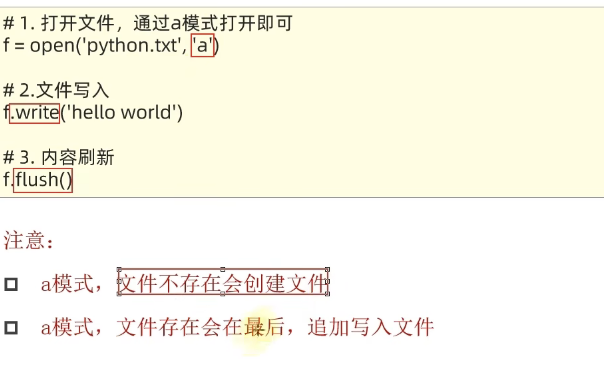 # 1. 打开文件，通过a模式打开即可
f = open('python.txt', 'a')
# 2.文件写入
f.write('hello world')
# 3. 内容刷新
f.flush()
注意：
a模式，文件不存在会创建文件
a模式，文件存在会在最后，追加写入文件